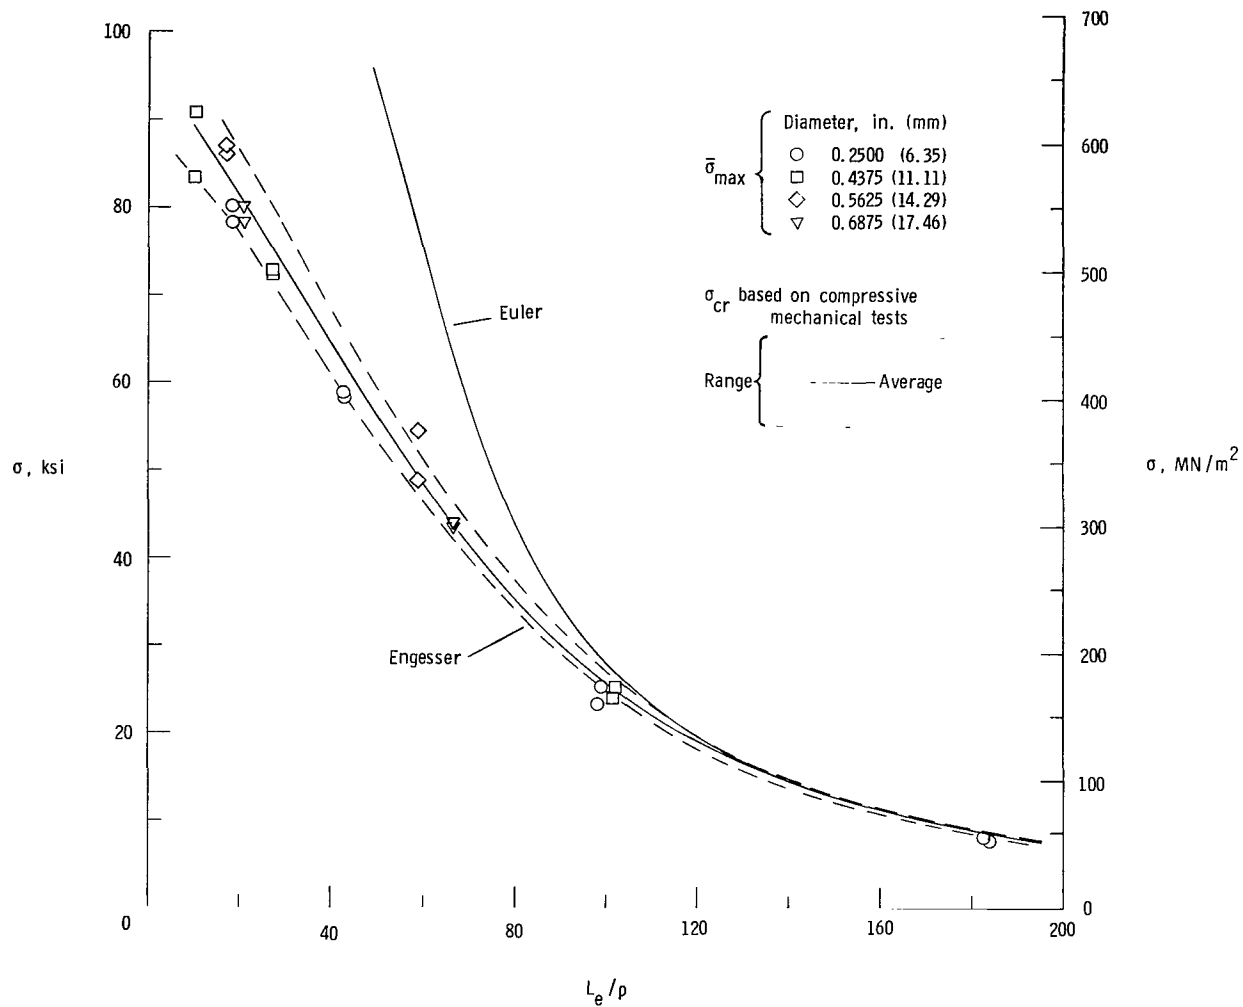 100
80
60
40
20
0
σ, ksi
40
80
120
160
200
L_e/ρ
700
600
500
400
300
200
100
0
σ, MN/m²
Euler
Engesser
σ̄_max
Diameter, in. (mm)
0.2500 (6.35)
0.4375 (11.11)
0.5625 (14.29)
0.6875 (17.46)
σ_cr based on compressive
mechanical tests
Range
Average